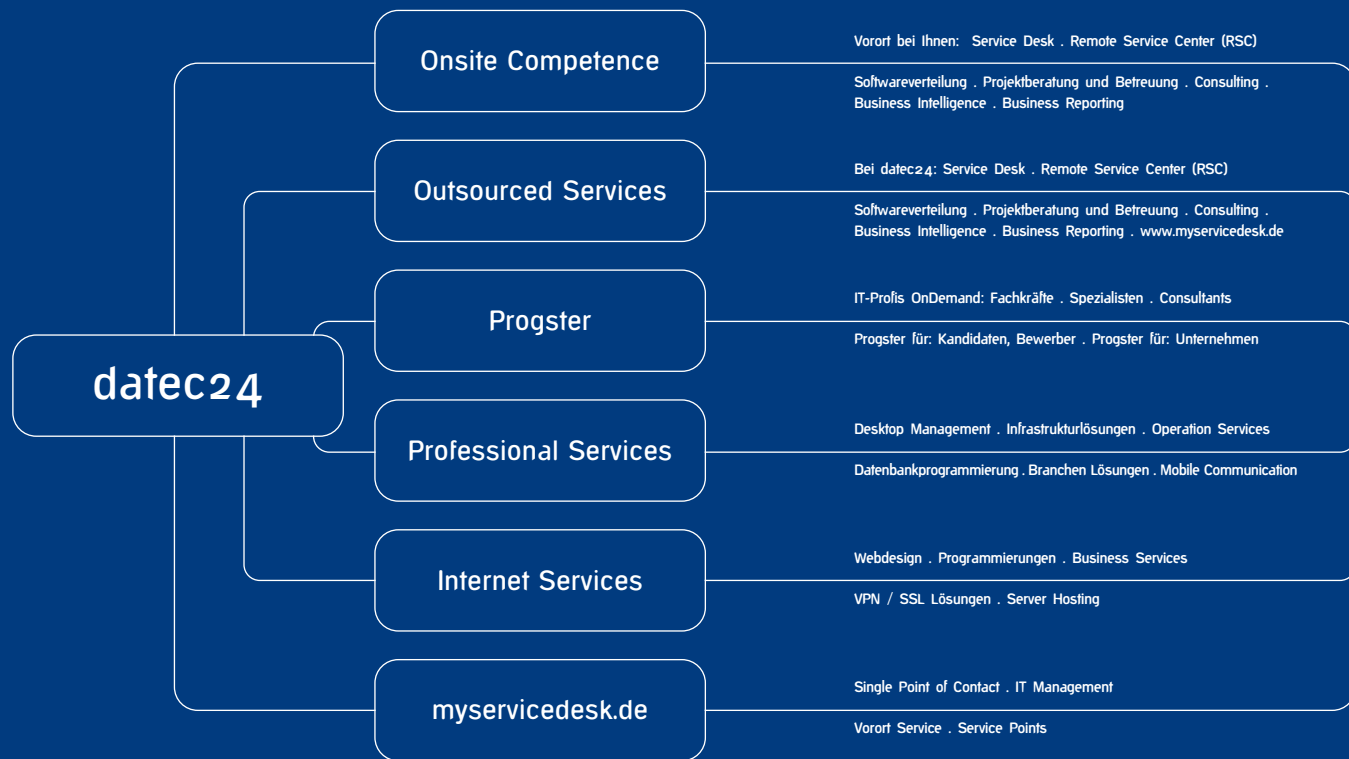 datec24
Onsite Competence
Vorort bei Ihnen: Service Desk . Remote Service Center (RSC)
Softwareverteilung . Projektberatung und Betreuung . Consulting .
Business Intelligence . Business Reporting
Outsourced Services
Bei datec24: Service Desk . Remote Service Center (RSC)
Softwareverteilung . Projektberatung und Betreuung . Consulting .
Business Intelligence . Business Reporting . www.myservicedesk.de
Progster
IT-Profis OnDemand: Fachkräfte . Spezialisten . Consultants
Progster für: Kandidaten, Bewerber . Progster für: Unternehmen
Professional Services
Desktop Management . Infrastrukturlösungen . Operation Services
Datenbankprogrammierung . Branchen Lösungen . Mobile Communication
Internet Services
Webdesign . Programmierungen . Business Services
VPN / SSL Lösungen . Server Hosting
myservicedesk.de
Single Point of Contact . IT Management
Vorort Service . Service Points